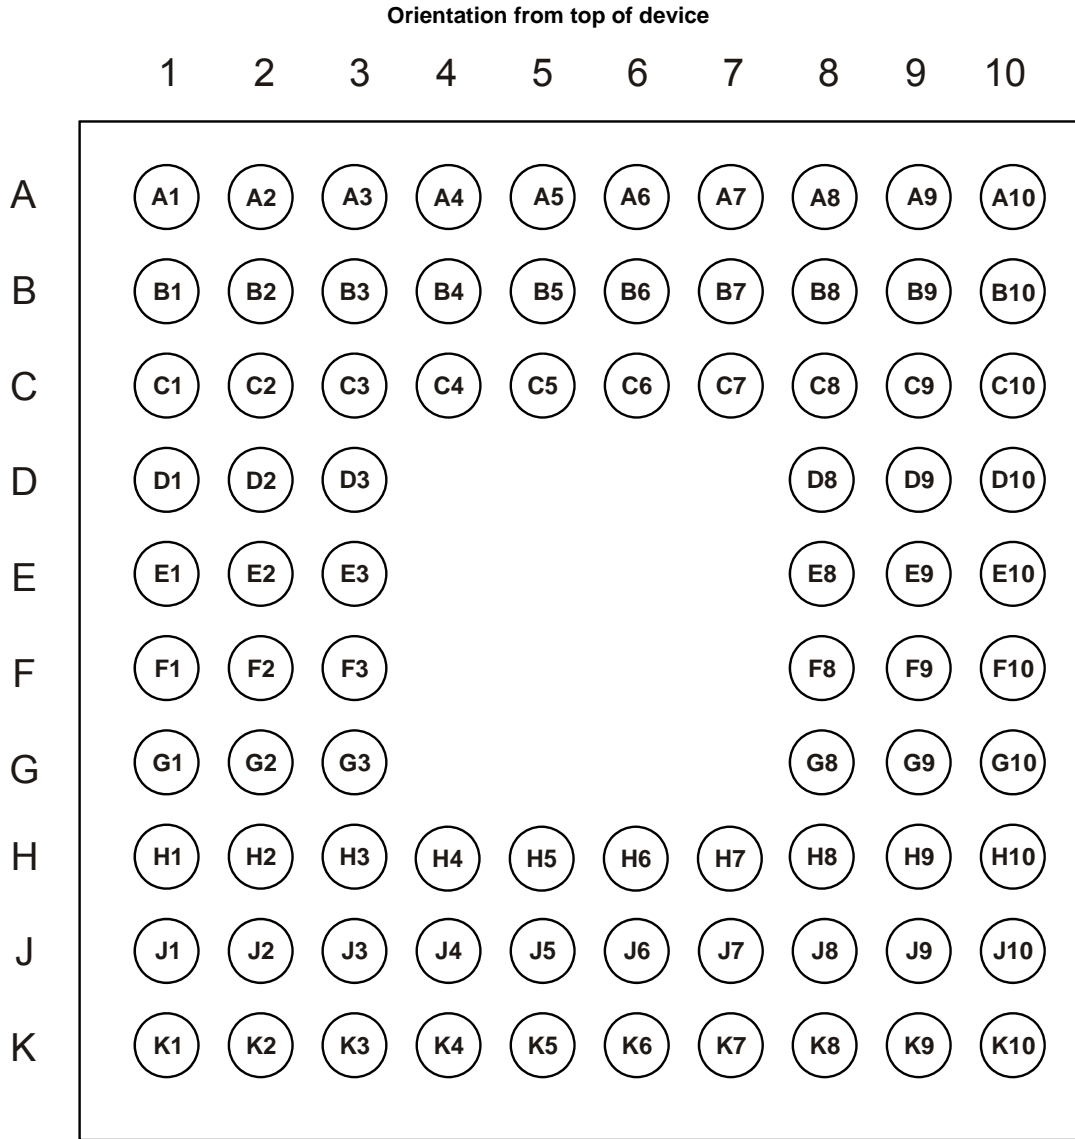 Orientation from top of device
1 2 3 4 5 6 7 8 9 10
A A1 A2 A3 A4 A5 A6 A7 A8 A9 A10
B B1 B2 B3 B4 B5 B6 B7 B8 B9 B10
C C1 C2 C3 C4 C5 C6 C7 C8 C9 C10
D D1 D2 D3 D8 D9 D10
E E1 E2 E3 E8 E9 E10
F F1 F2 F3 F8 F9 F10
G G1 G2 G3 G8 G9 G10
H H1 H2 H3 H4 H5 H6 H7 H8 H9 H10
J J1 J2 J3 J4 J5 J6 J7 J8 J9 J10
K K1 K2 K3 K4 K5 K6 K7 K8 K9 K10